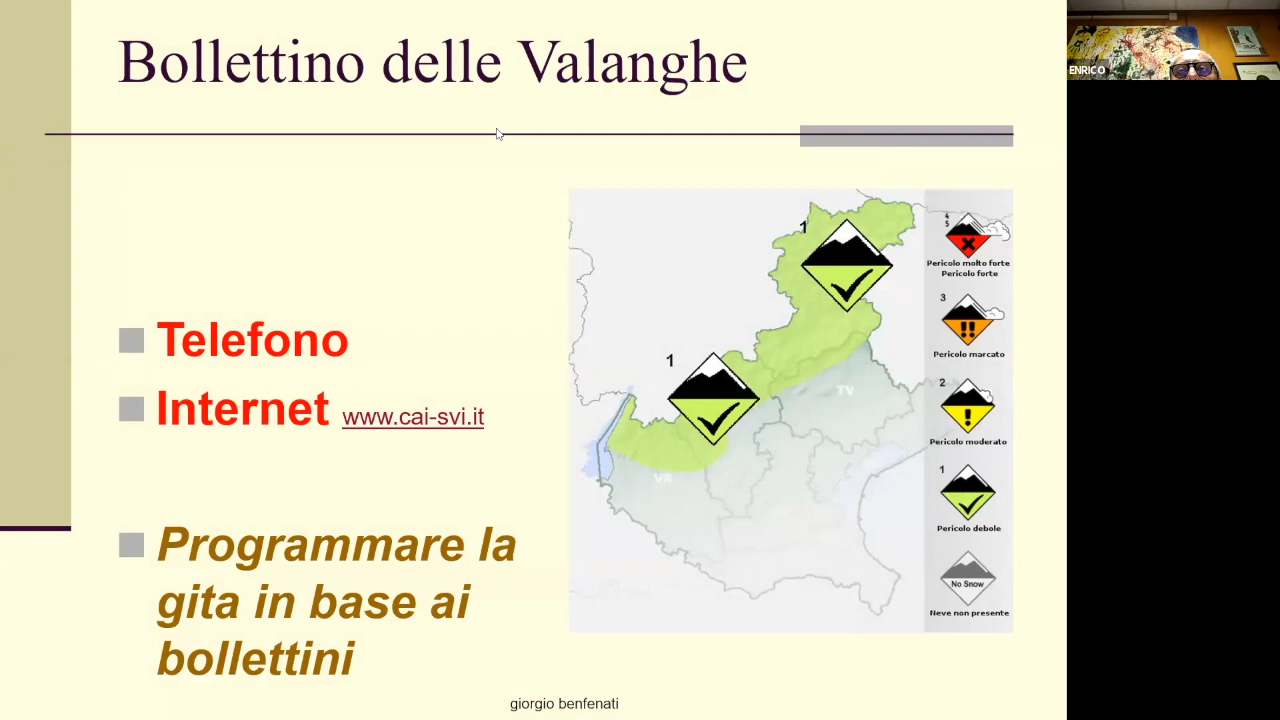 Bollettino delle Valanghe
ENRICO
Telefono
Internet www.cai-svi.it
Programmare la
gita in base ai
bollettini
1
1
TV
VR
4
5
Pericolo molto forte
Pericolo forte
3
Pericolo marcato
2
Pericolo moderato
1
Pericolo debole
No Snow
Neve non presente
giorgio benfenati